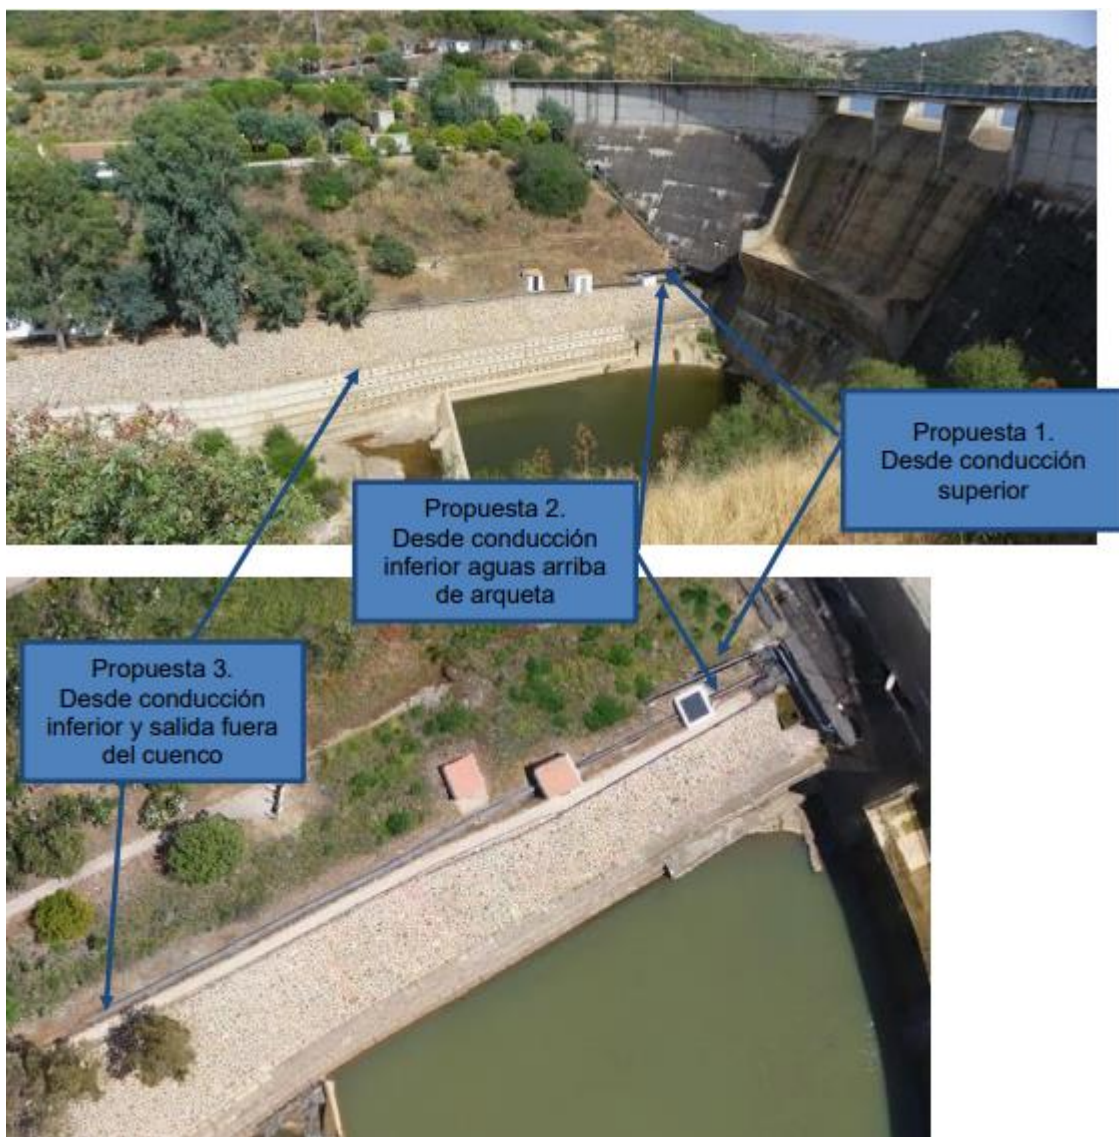 Propuesta 1.
Desde conducción
superior
Propuesta 2.
Desde conducción
inferior aguas arriba
de arqueta
Propuesta 3.
Desde conducción
inferior y salida fuera
del cuenco